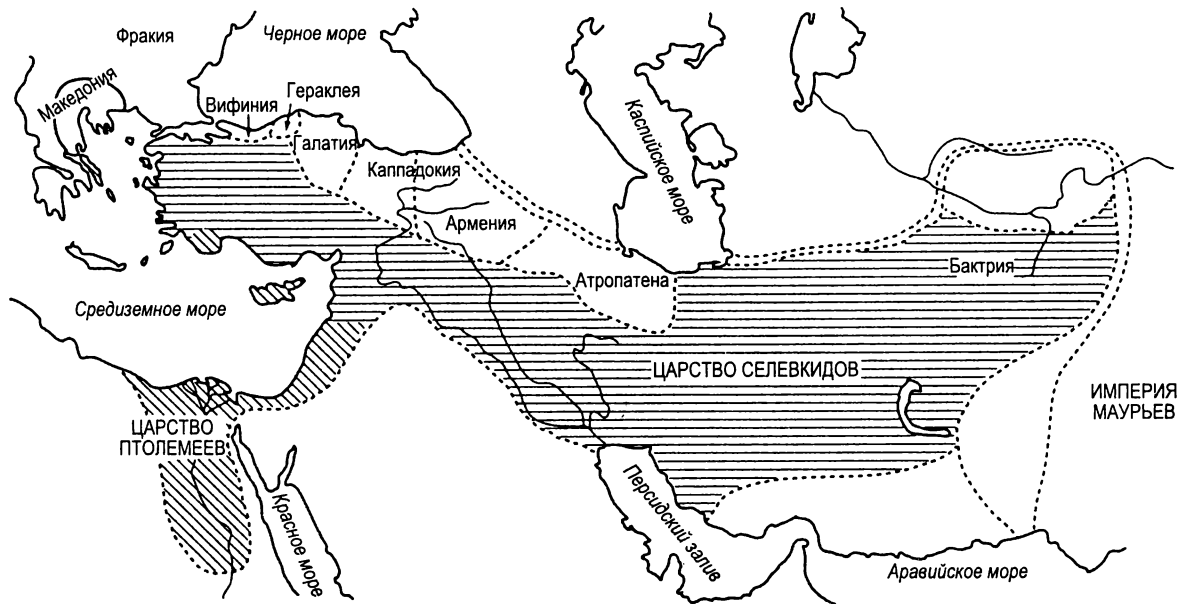 Фракия
Черное море
Македония
Вифиния
Гераклея
Галатия
Каппадокия
Армения
Каспийское море
Атропатена
Бактрия
Средиземное море
ЦАРСТВО СЕЛЕВКИДОВ
ИМПЕРИЯ
МАУРЬЕВ
ЦАРСТВО
ПТОЛЕМЕЕВ
Красное море
Персидский залив
Аравийское море